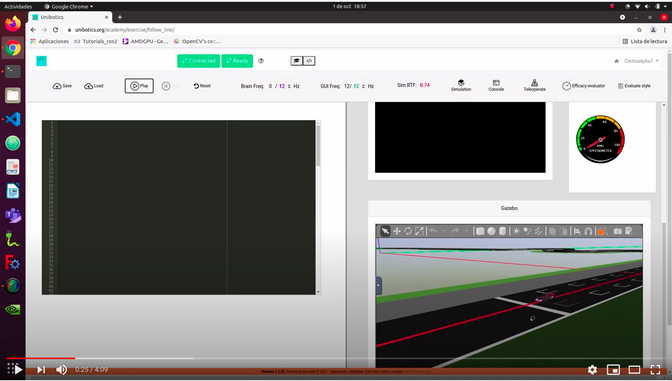 Actividades
Google Chrome
1 de oct 18:57
Unibotics
unibotics.org/academy/exercise/follow_line/
Aplicaciones Tutorials_ros2 AMDGPU - Ge... OpenCV's cv::...
Lista de lectura
Connected Ready
Carlosalpha1
Save Load Play Reset
Brain Freq: 0 / 12 Hz
GUI Freq: 12 / 12 Hz
Sim RTF: 0.74
Simulation Console Teleoperate
Efficacy evaluator
Evaluate style
SPEEDOMETER
Gazebo
0:25 / 4:09